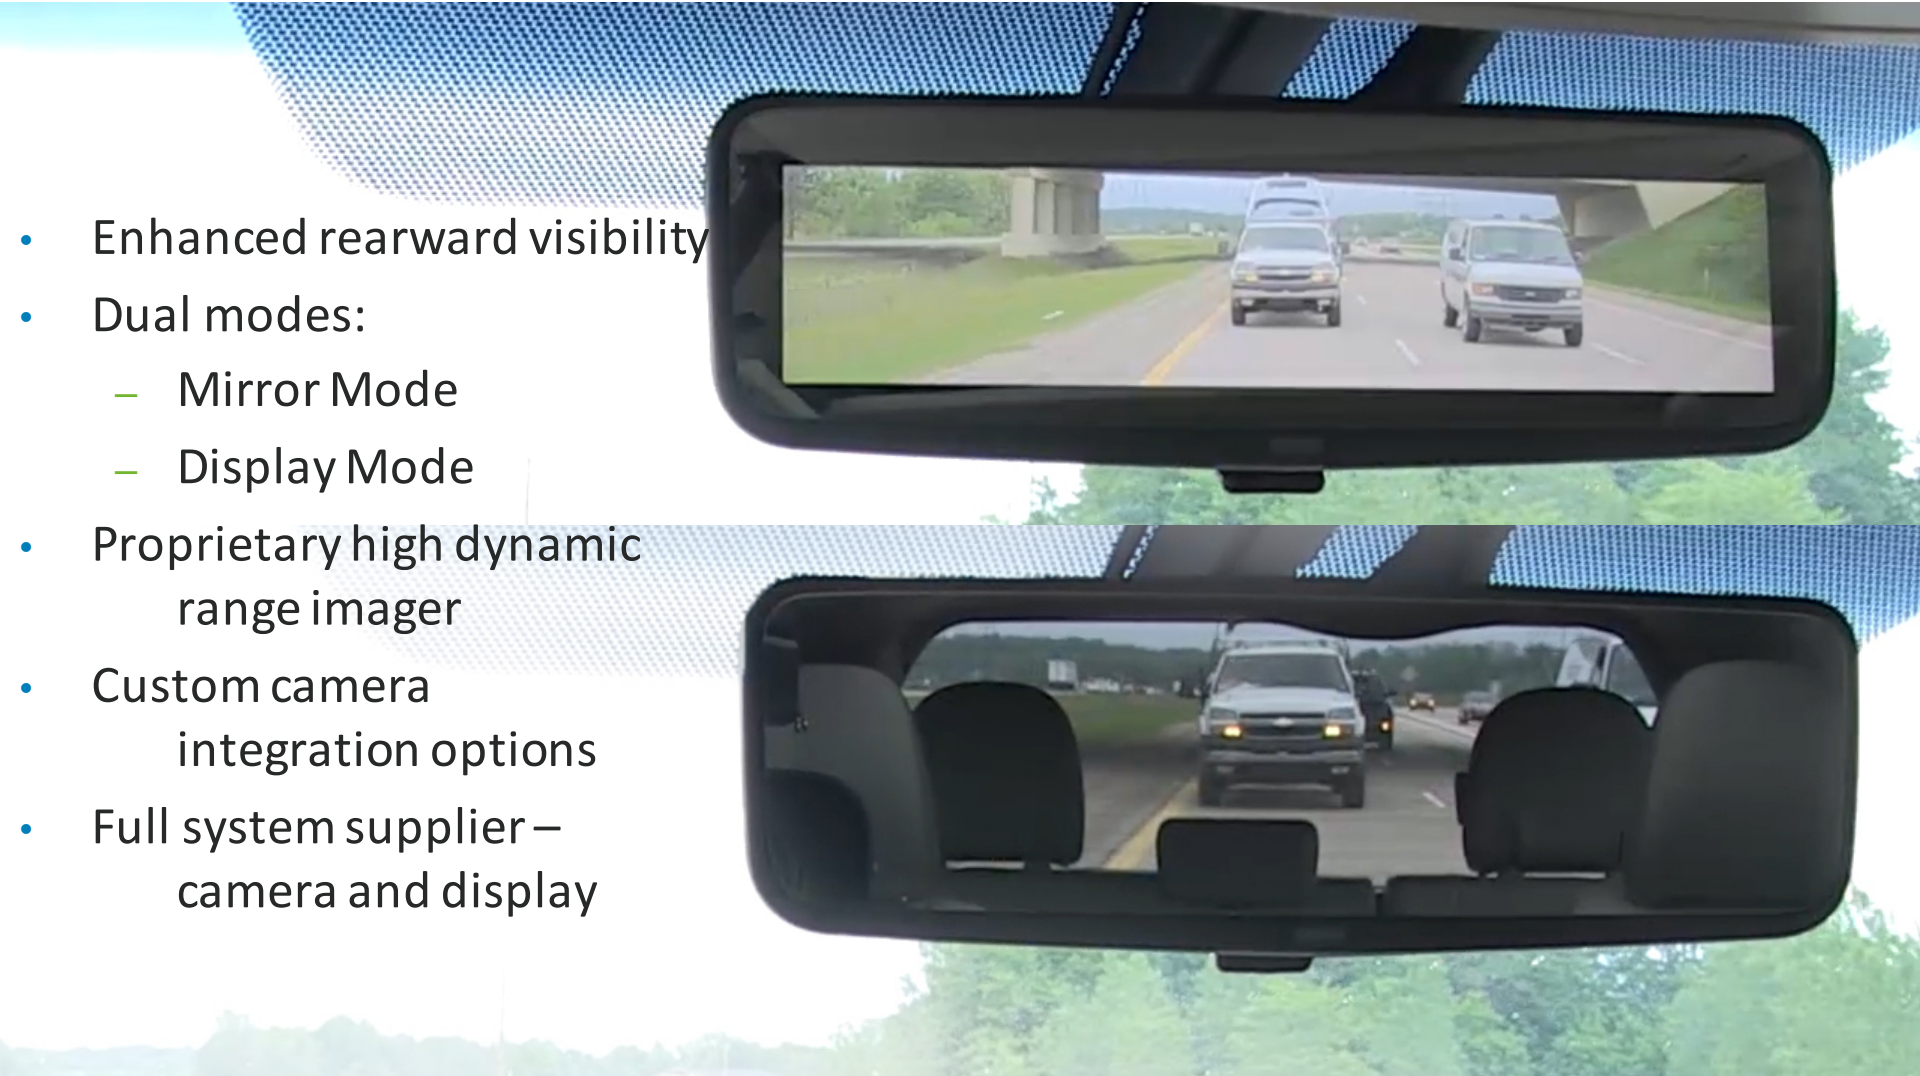 • Enhanced rearward visibility
• Dual modes:
– Mirror Mode
– Display Mode
• Proprietary high dynamic
range imager
• Custom camera
integration options
• Full system supplier –
camera and display